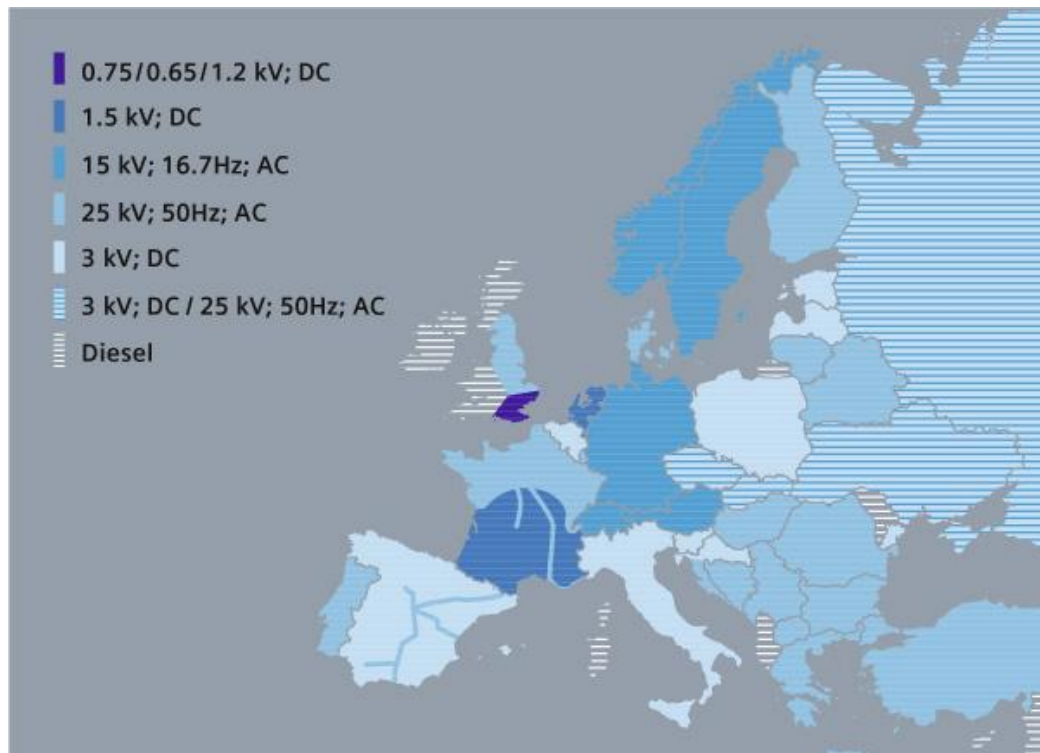 0.75/0.65/1.2 kV; DC
1.5 kV; DC
15 kV; 16.7Hz; AC
25 kV; 50Hz; AC
3 kV; DC
3 kV; DC / 25 kV; 50Hz; AC
Diesel